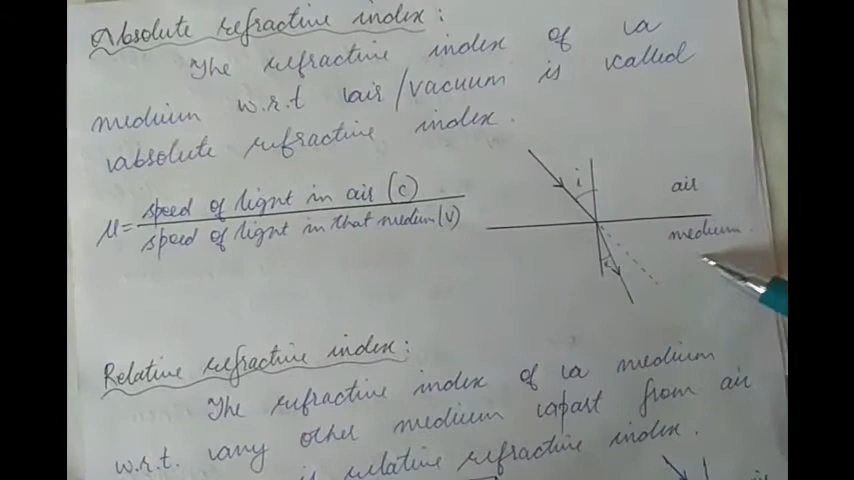 Absolute refractive index :
The refractive index of a
medium w.r.t air/vacuum is called
absolute refractive index.
μ = speed of light in air (c)
speed of light in that medium (v)
i
air
medium
r
Relative refractive index :
The refractive index of a medium
w.r.t. any other medium apart from air
is relative refractive index.
air